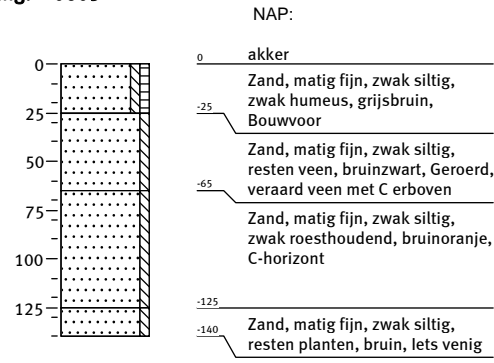 NAP:
0 akker
0
Zand, matig fijn, zwak siltig,
zwak humeus, grijsbruin,
Bouwvoor
-25
25
Zand, matig fijn, zwak siltig,
resten veen, bruinzwart, Geroerd,
veraard veen met C erboven
50
-65
75
Zand, matig fijn, zwak siltig,
zwak roesthoudend, bruinoranje,
C-horizont
100
-125
125
-140
Zand, matig fijn, zwak siltig,
resten planten, bruin, Iets venig